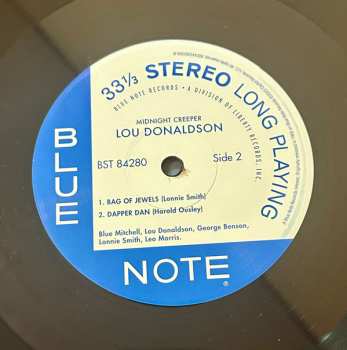 33 1/3 STEREO LONG PLAYING
BLUE NOTE RECORDS • A DIVISION OF LIBERTY RECORDS, INC.
MIDNIGHT CREEPER
LOU DONALDSON
BST 84280 Side 2
1. BAG OF JEWELS (Lonnie Smith)
2. DAPPER DAN (Harold Ousley)
Blue Mitchell, Lou Donaldson, George Benson,
Lonnie Smith, Leo Morris.
BLUE
NOTE®